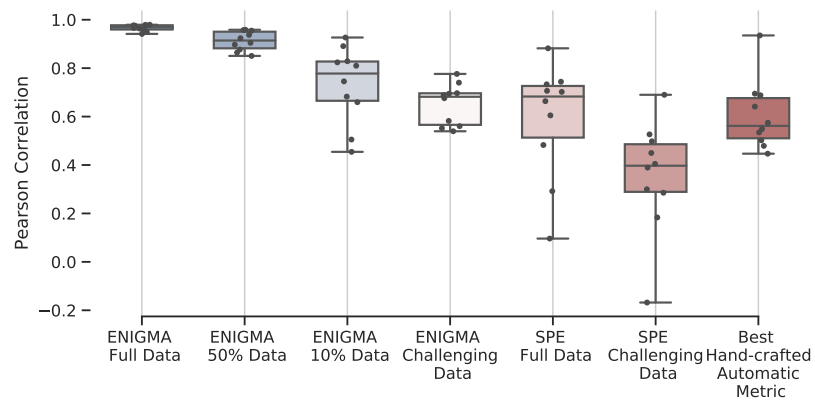 Pearson Correlation
1.0
0.8
0.6
0.4
0.2
0.0
−0.2
ENIGMA
Full Data
ENIGMA
50% Data
ENIGMA
10% Data
ENIGMA
Challenging
Data
SPE
Full Data
SPE
Challenging
Data
Best
Hand-crafted
Automatic
Metric